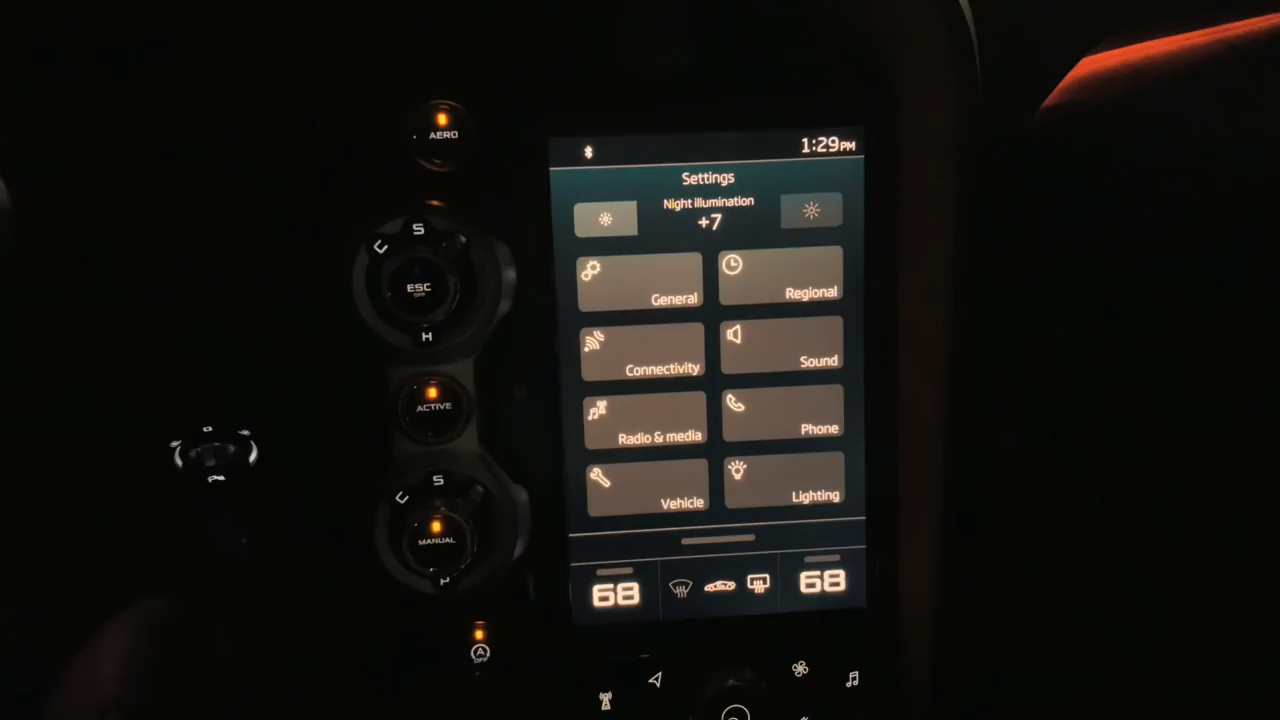 AERO
C S
ESC
OFF
H
ACTIVE
C S
MANUAL
A
OFF
1:29PM
Settings
Night illumination
+7
General
Regional
Connectivity
Sound
Radio & media
Phone
Vehicle
Lighting
68
68